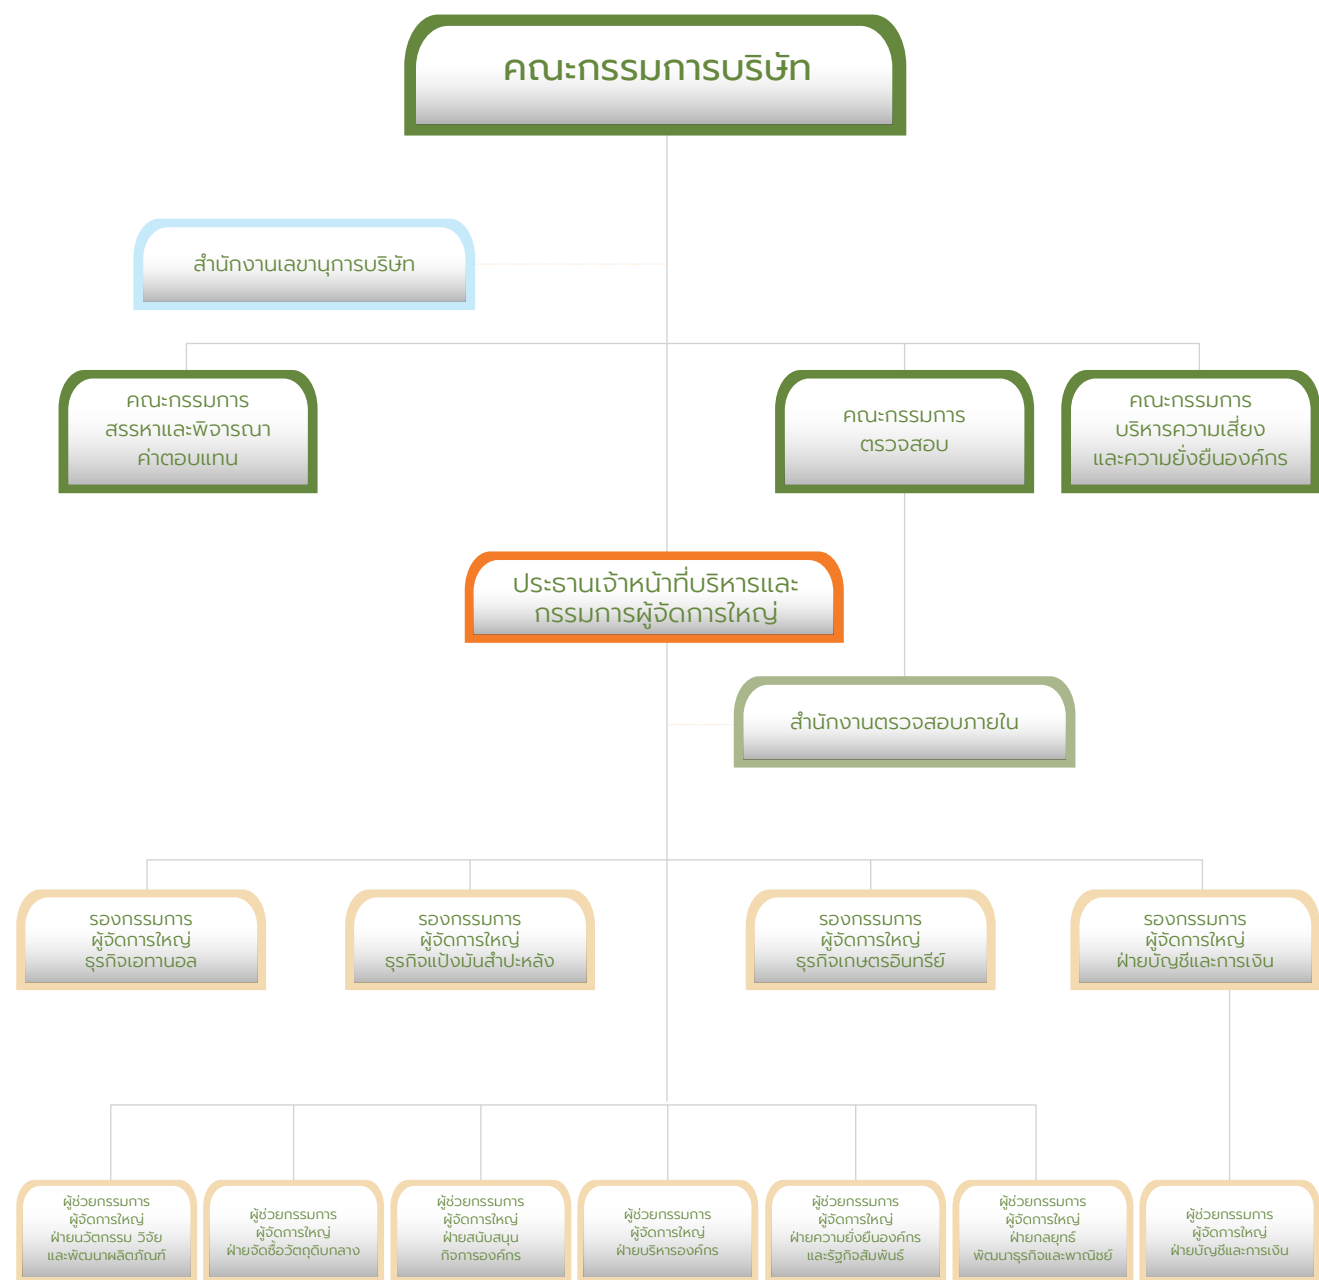 คณะกรรมการบริษัท
สำนักงานเลขานุการบริษัท
คณะกรรมการ
สรรหาและพิจารณา
ค่าตอบแทน
คณะกรรมการ
ตรวจสอบ
คณะกรรมการ
บริหารความเสี่ยง
และความยั่งยืนองค์กร
ประธานเจ้าหน้าที่บริหารและ
กรรมการผู้จัดการใหญ่
สำนักงานตรวจสอบภายใน
รองกรรมการ
ผู้จัดการใหญ่
ธุรกิจเอทานอล
รองกรรมการ
ผู้จัดการใหญ่
ธุรกิจแป้งมันสำปะหลัง
รองกรรมการ
ผู้จัดการใหญ่
ธุรกิจเกษตรอินทรีย์
รองกรรมการ
ผู้จัดการใหญ่
ฝ่ายบัญชีและการเงิน
ผู้ช่วยกรรมการ
ผู้จัดการใหญ่
ฝ่ายนวัตกรรม วิจัย
และพัฒนาผลิตภัณฑ์
ผู้ช่วยกรรมการ
ผู้จัดการใหญ่
ฝ่ายจัดซื้อวัตถุดิบกลาง
ผู้ช่วยกรรมการ
ผู้จัดการใหญ่
ฝ่ายสนับสนุน
กิจการองค์กร
ผู้ช่วยกรรมการ
ผู้จัดการใหญ่
ฝ่ายบริหารองค์กร
ผู้ช่วยกรรมการ
ผู้จัดการใหญ่
ฝ่ายความยั่งยืนองค์กร
และรัฐกิจสัมพันธ์
ผู้ช่วยกรรมการ
ผู้จัดการใหญ่
ฝ่ายกลยุทธ์
พัฒนาธุรกิจและพาณิชย์
ผู้ช่วยกรรมการ
ผู้จัดการใหญ่
ฝ่ายบัญชีและการเงิน